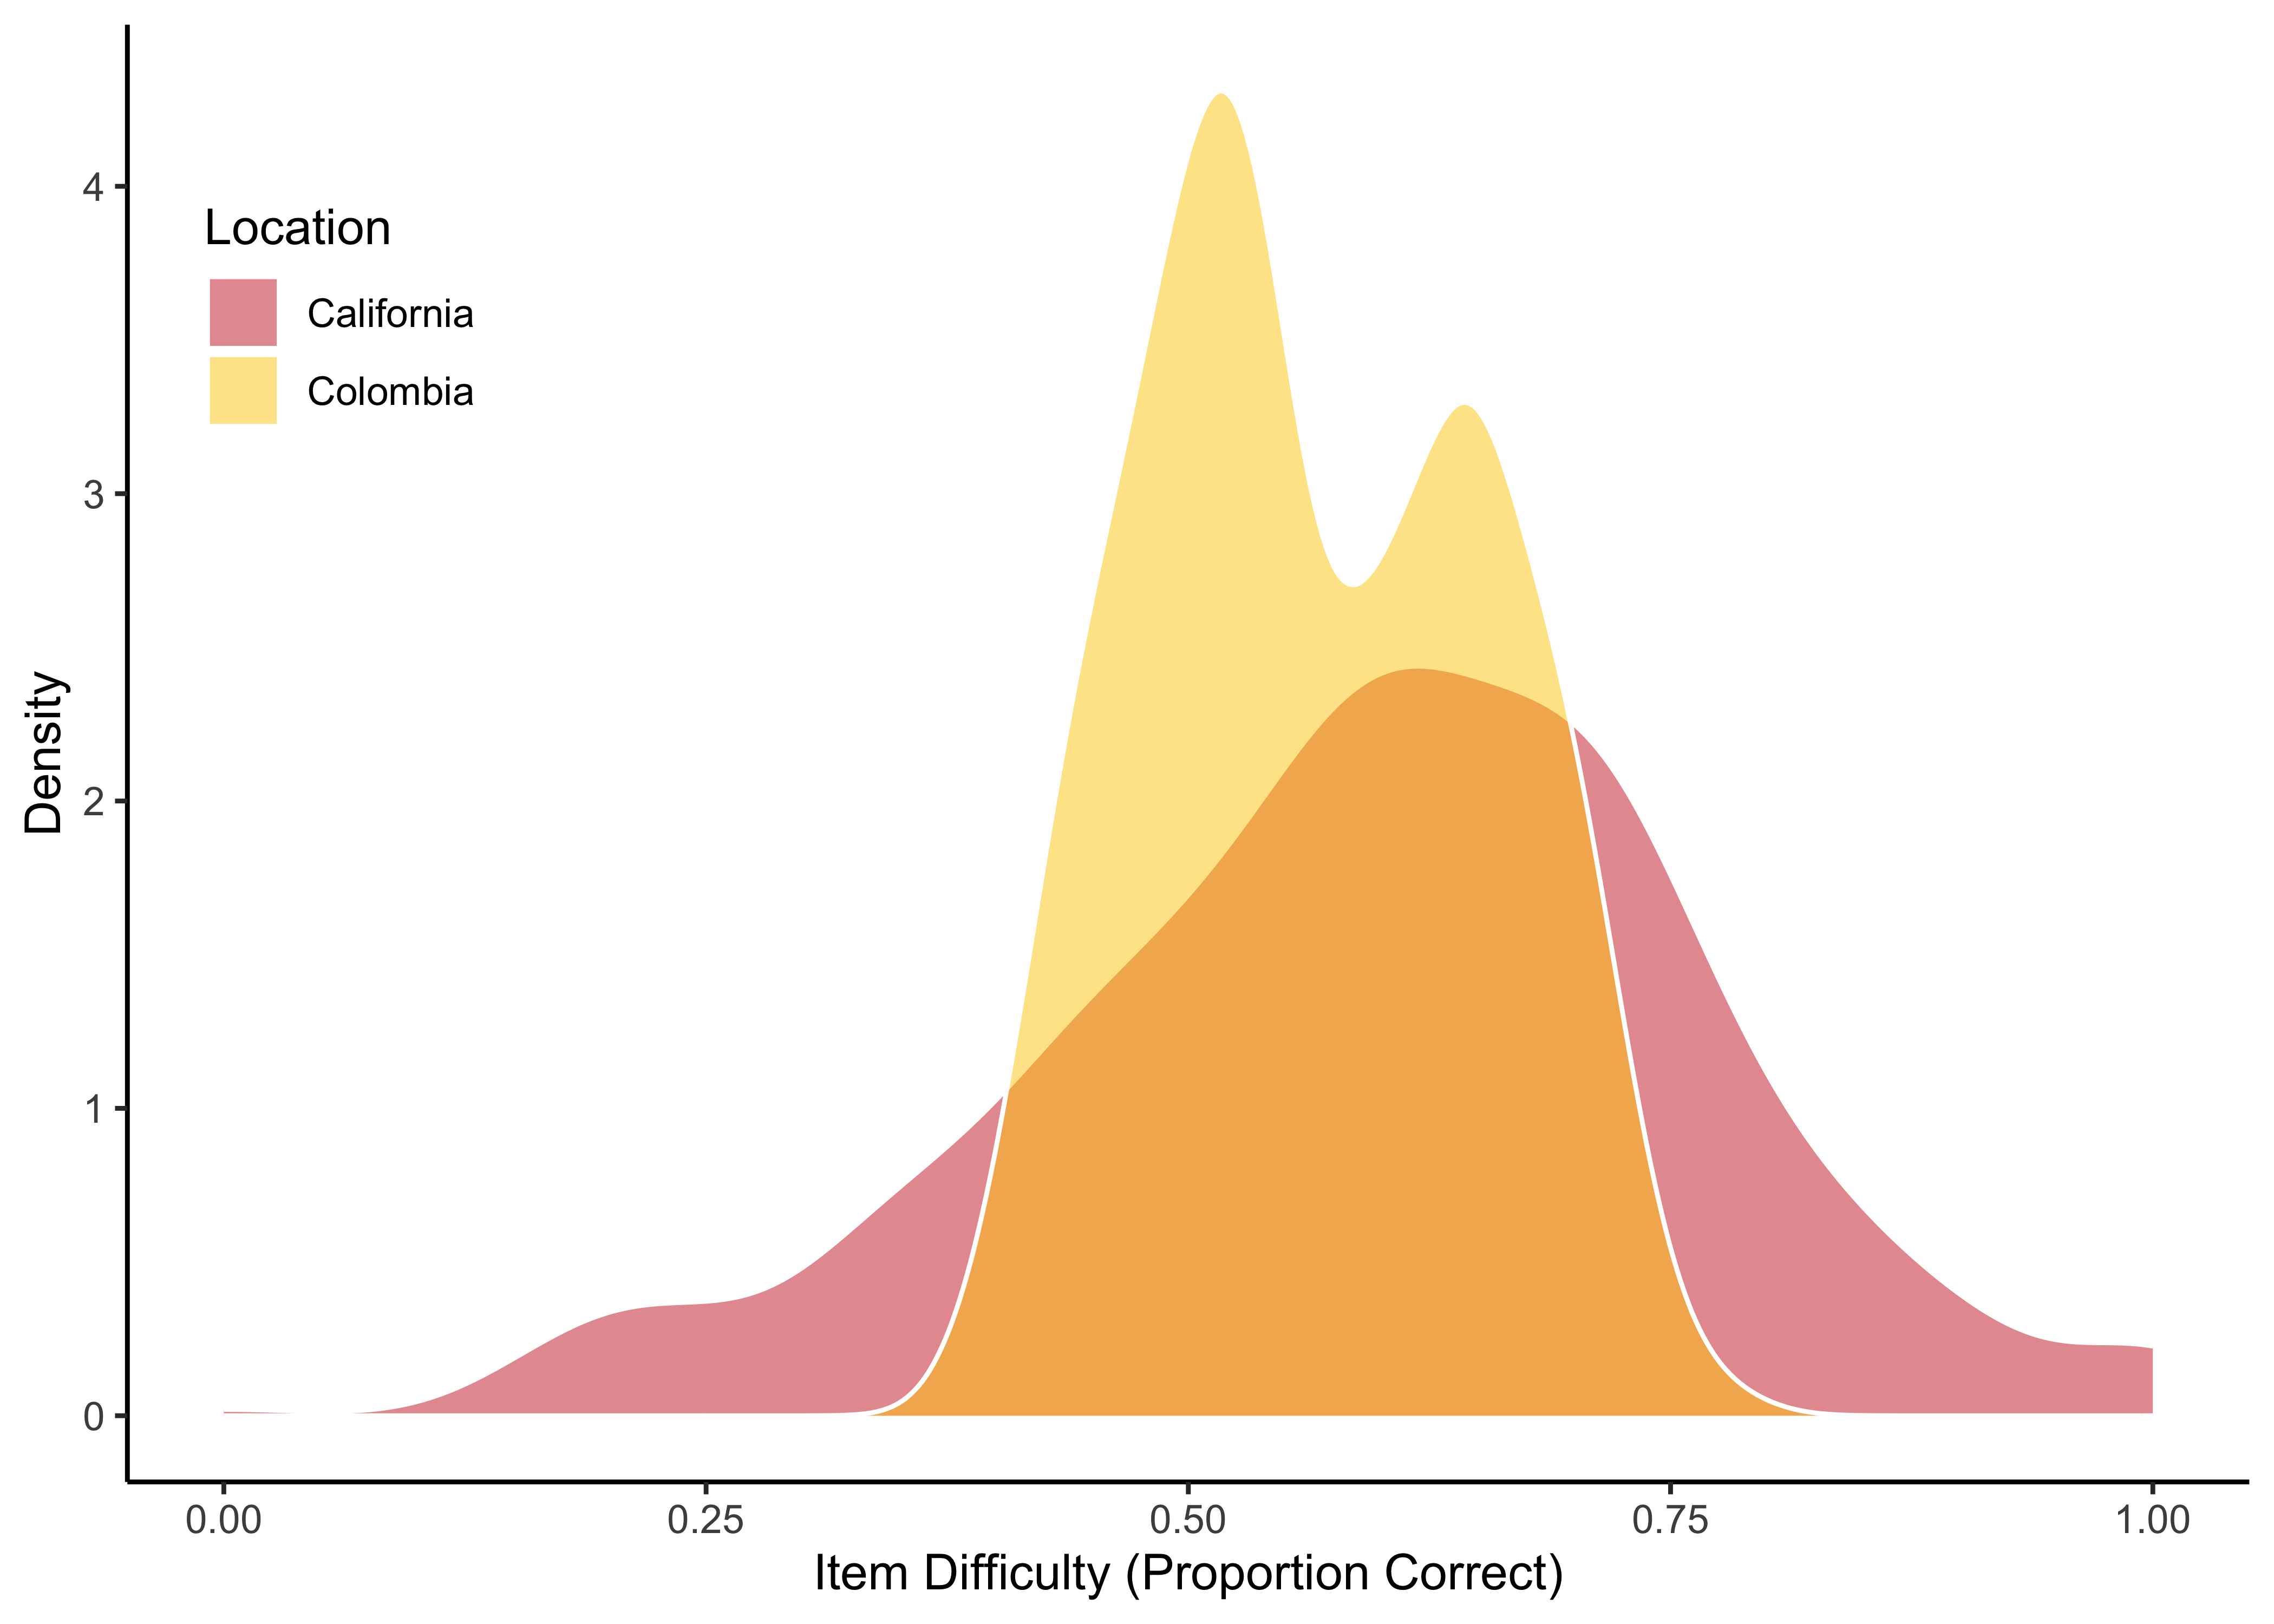 4
3
2
1
0
Density
Location
California
Colombia
0.00 0.25 0.50 0.75 1.00
Item Difficulty (Proportion Correct)